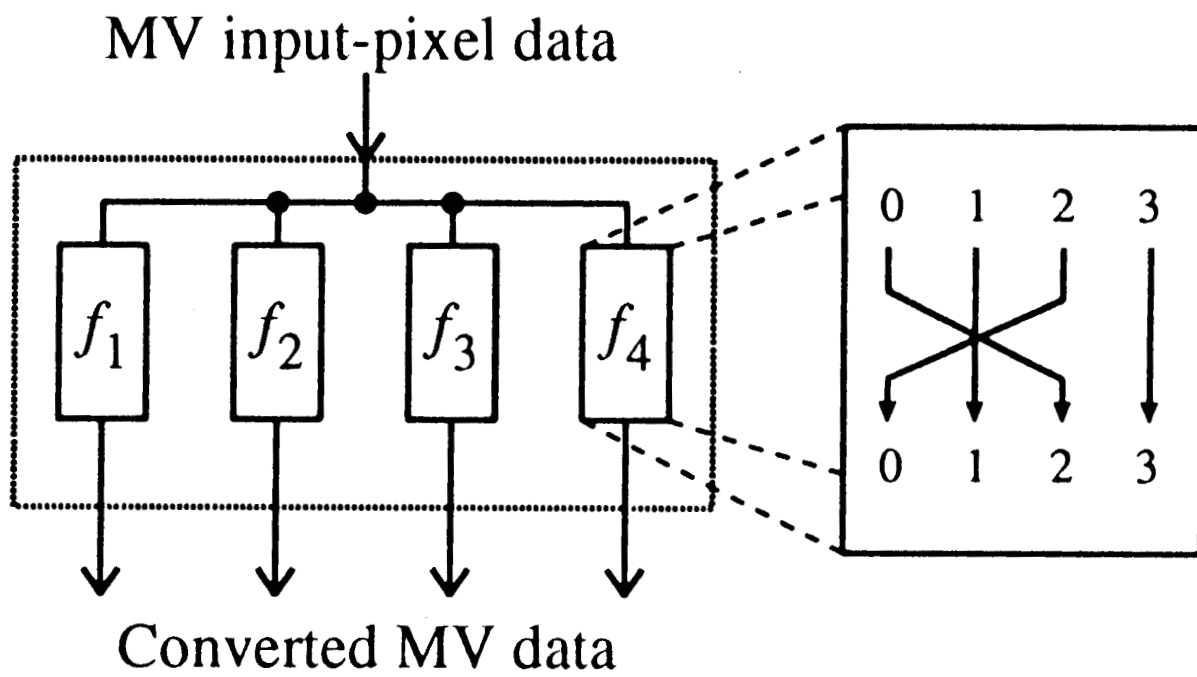 MV input-pixel data
0 1 2 3
f1 f2 f3 f4
0 1 2 3
Converted MV data